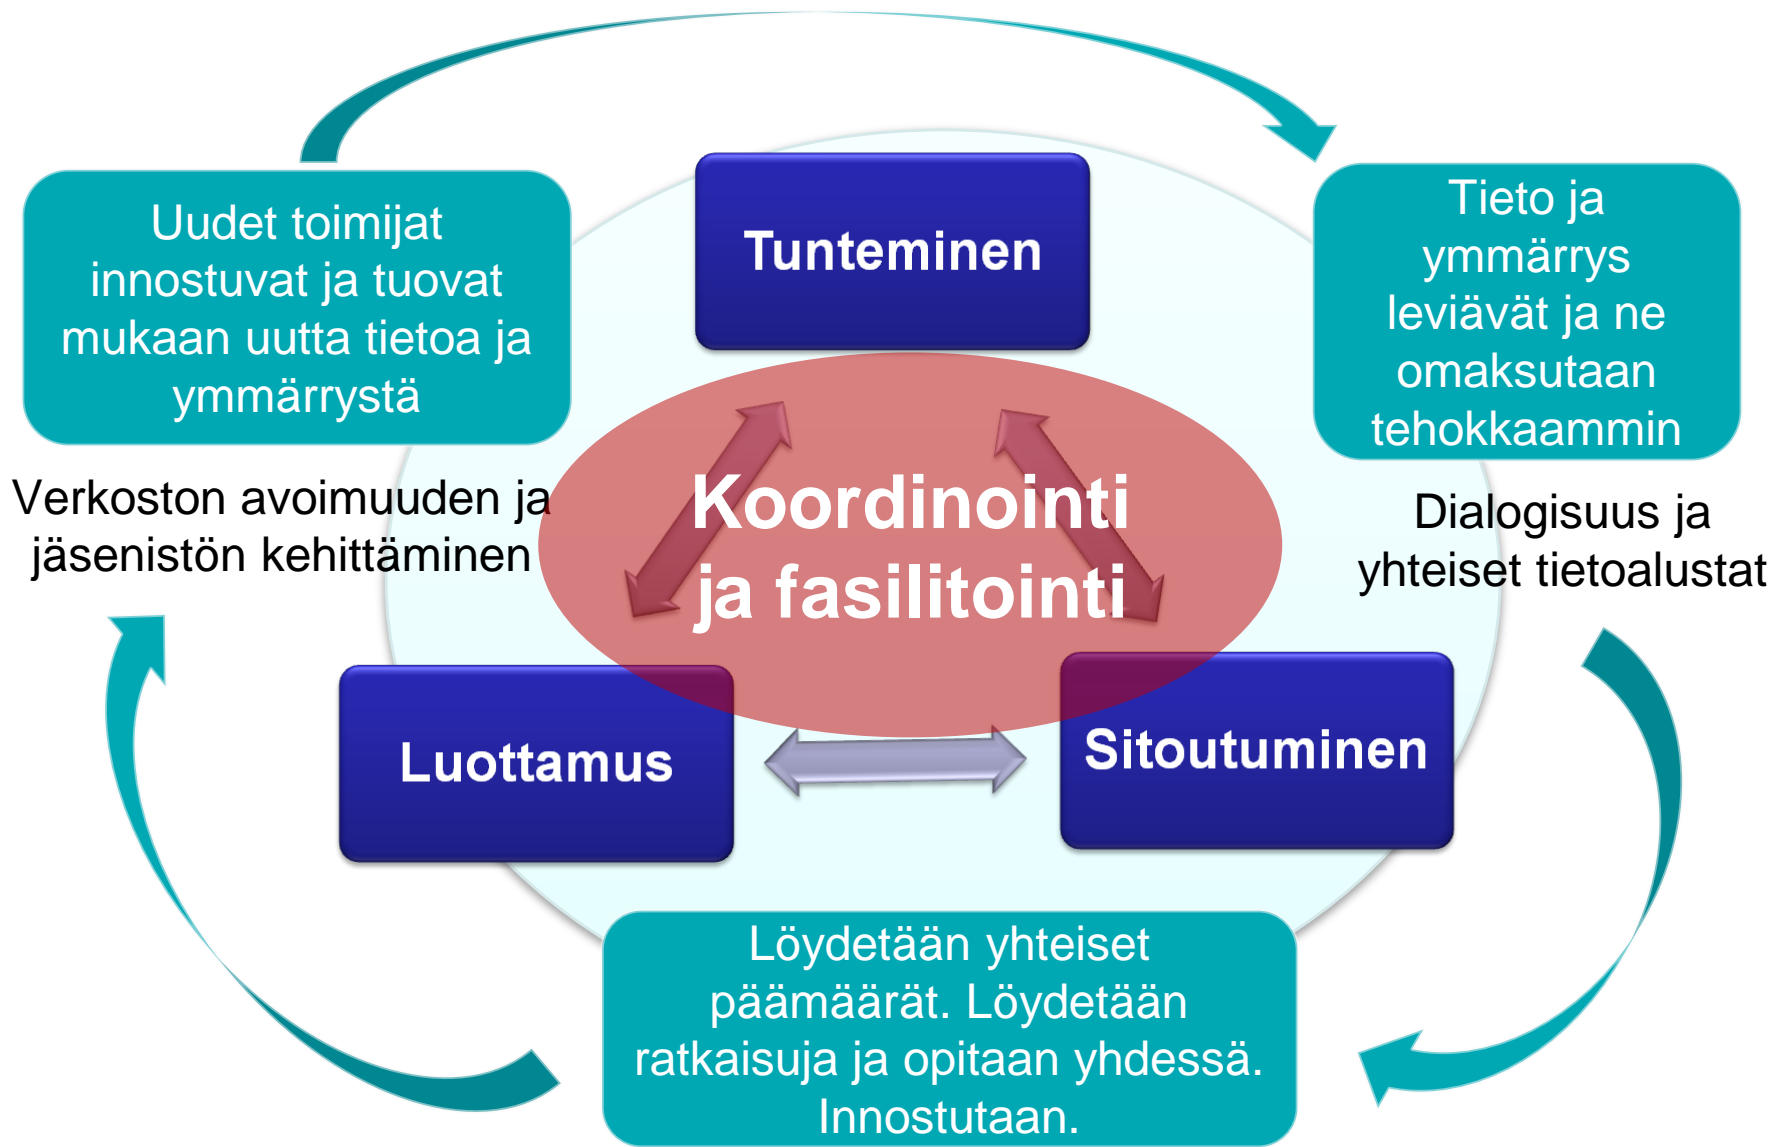 Uudet toimijat
innostuvat ja tuovat
mukaan uutta tietoa ja
ymmärrystä
Tunteminen
Tieto ja
ymmärrys
leviävät ja ne
omaksutaan
tehokkaammin
Verkoston avoimuuden ja
jäsenistön kehittäminen
Koordinointi
ja fasilitointi
Dialogisuus ja
yhteiset tietoalustat
Luottamus
Sitoutuminen
Löydetään yhteiset
päämäärät. Löydetään
ratkaisuja ja opitaan yhdessä.
Innostutaan.